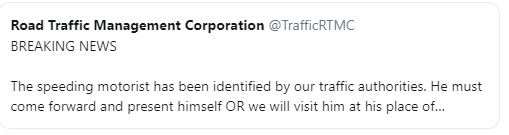 Road Traffic Management Corporation @TrafficRTMC
BREAKING NEWS
The speeding motorist has been identified by our traffic authorities. He must
come forward and present himself OR we will visit him at his place of...